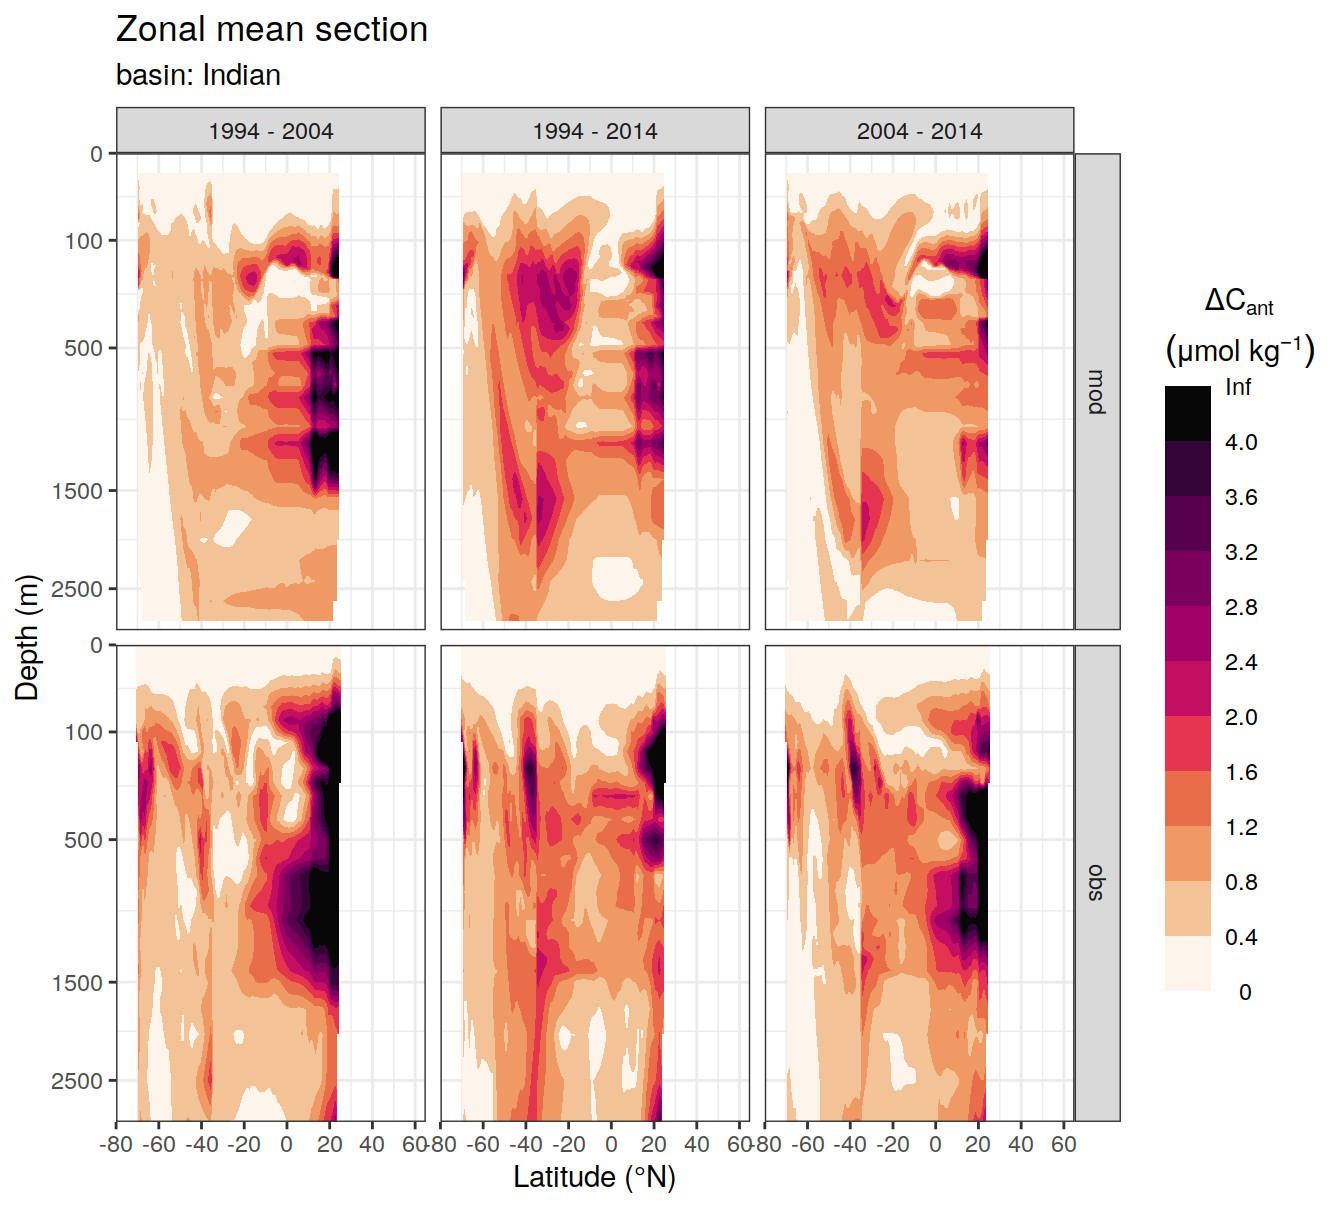 Zonal mean section
basin: Indian
1994 - 2004
1994 - 2014
2004 - 2014
0
100
500
1500
2500
mod
0
100
500
1500
2500
obs
-80 -60 -40 -20 0 20 40 60
-80 -60 -40 -20 0 20 40 60
-80 -60 -40 -20 0 20 40 60
Latitude (°N)
Depth (m)
ΔCant
(μmol kg⁻¹)
Inf
4.0
3.6
3.2
2.8
2.4
2.0
1.6
1.2
0.8
0.4
0